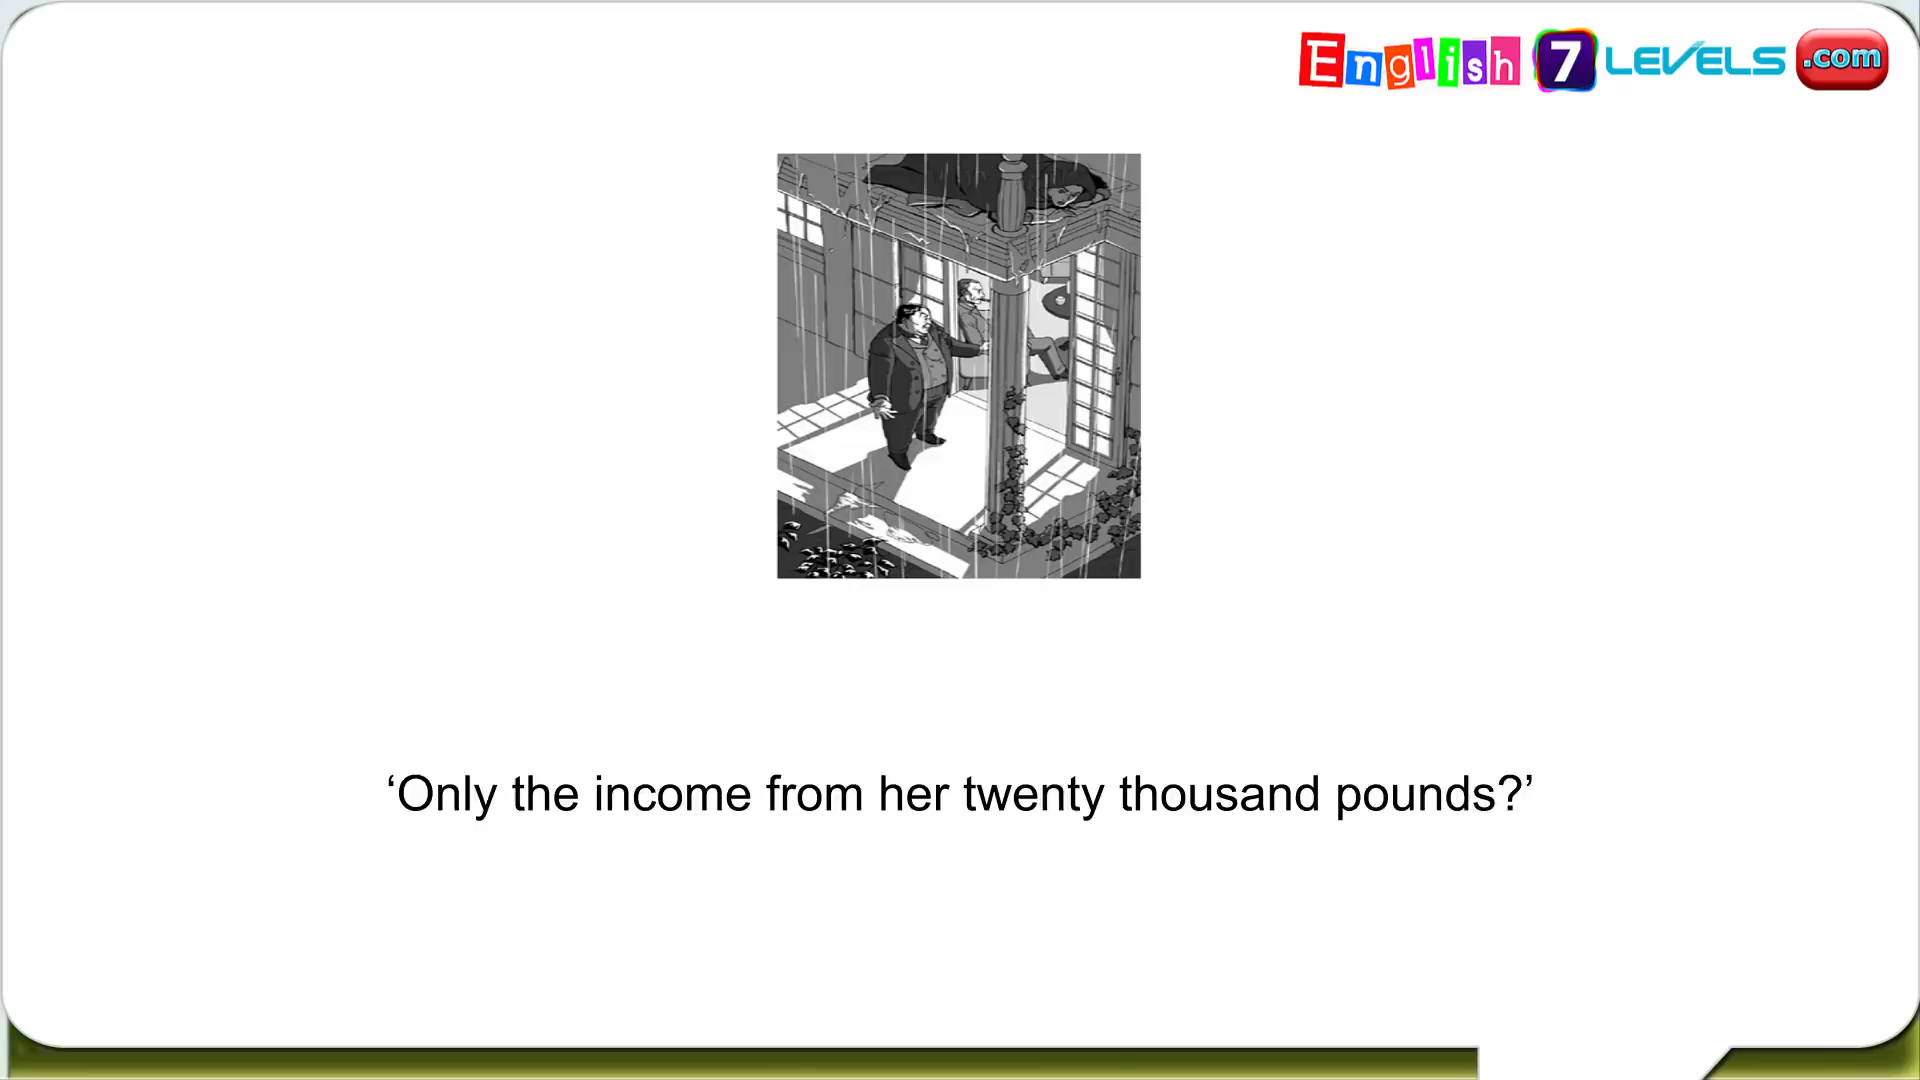 English 7 LEVELS .com
‘Only the income from her twenty thousand pounds?’